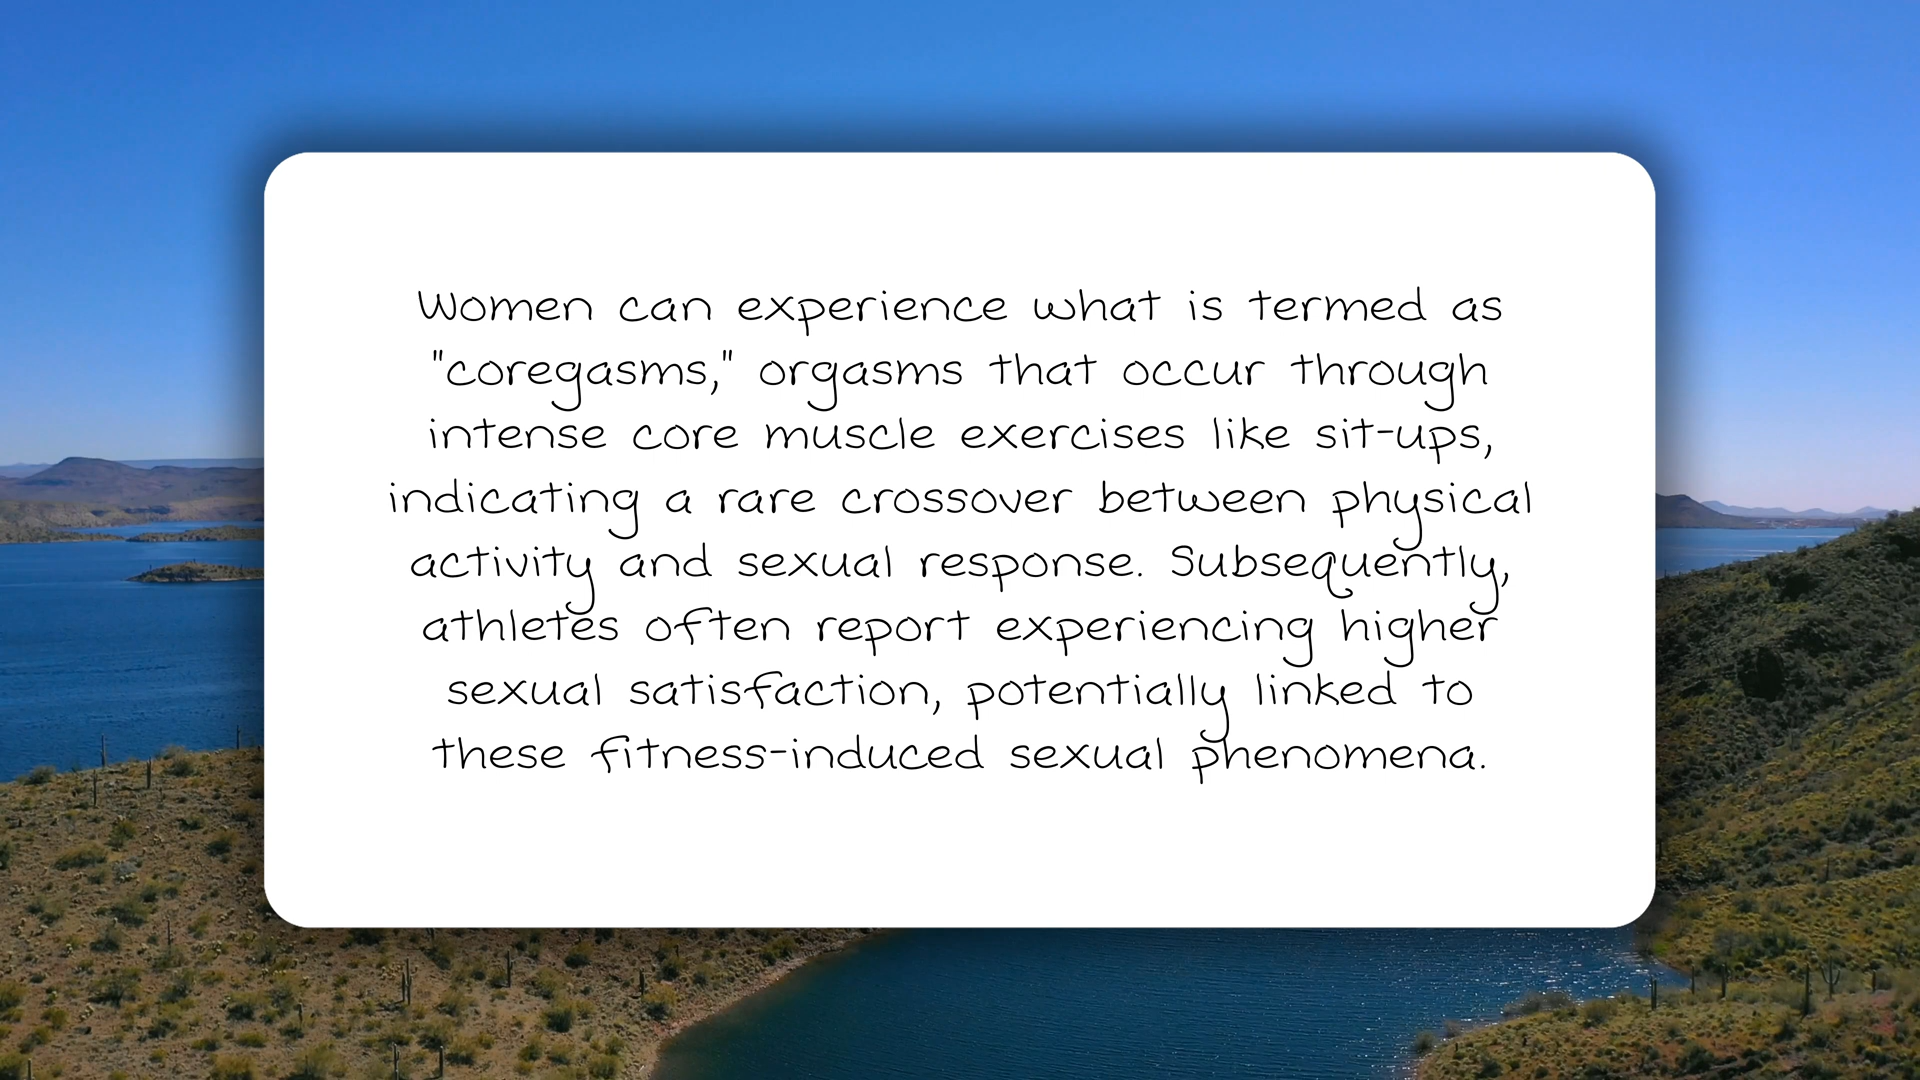 Women can experience what is termed as
"coregasms," orgasms that occur through
intense core muscle exercises like sit-ups,
indicating a rare crossover between physical
activity and sexual response. Subsequently,
athletes often report experiencing higher
sexual satisfaction, potentially linked to
these fitness-induced sexual phenomena.